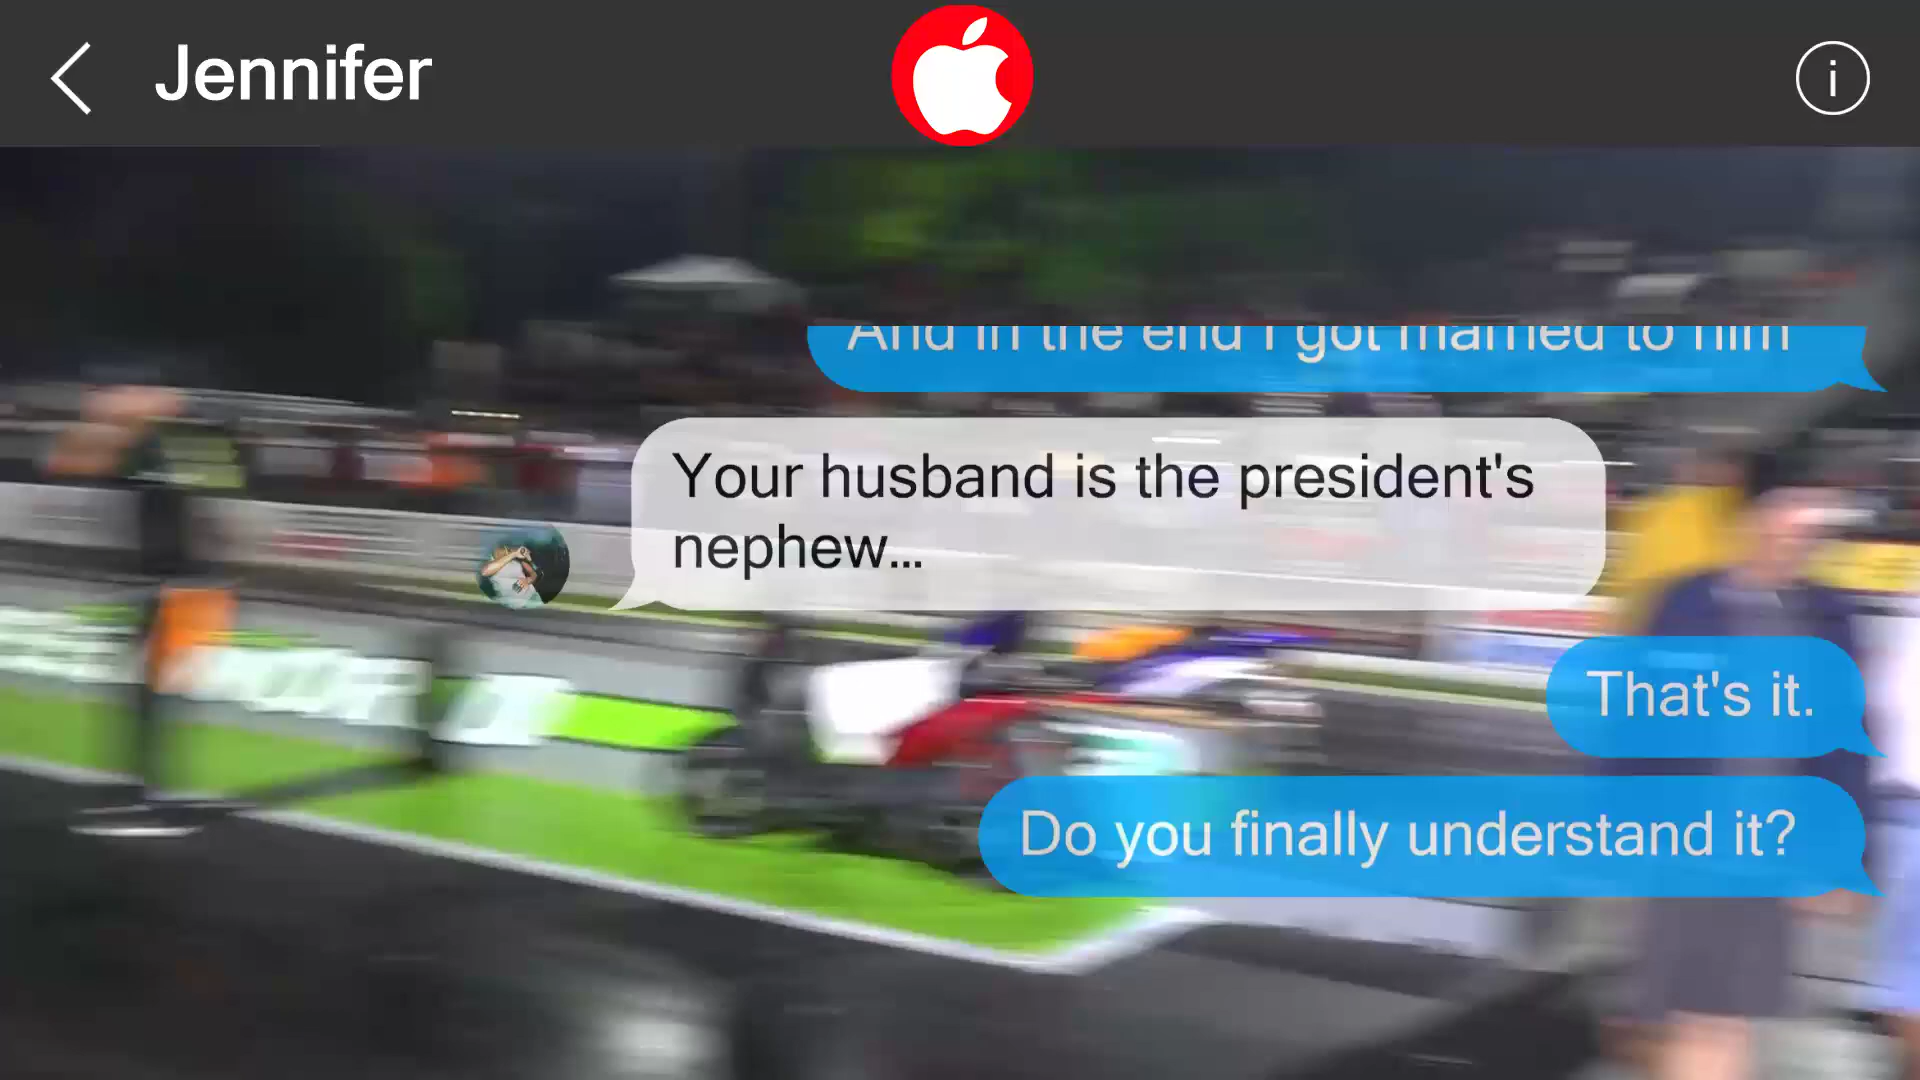 Jennifer
And in the end I got married to him
Your husband is the president's
nephew...
That's it.
Do you finally understand it?